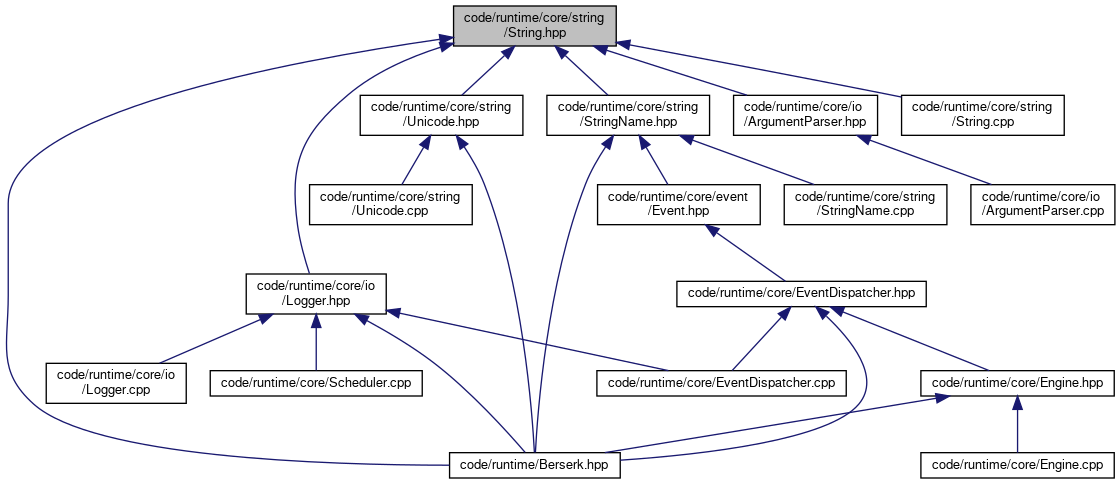 code/runtime/core/string
/String.hpp
code/runtime/core/string
/Unicode.hpp
code/runtime/core/string
/StringName.hpp
code/runtime/core/io
/ArgumentParser.hpp
code/runtime/core/string
/String.cpp
code/runtime/core/string
/Unicode.cpp
code/runtime/core/event
/Event.hpp
code/runtime/core/string
/StringName.cpp
code/runtime/core/io
/ArgumentParser.cpp
code/runtime/core/io
/Logger.hpp
code/runtime/core/EventDispatcher.hpp
code/runtime/core/io
/Logger.cpp
code/runtime/core/Scheduler.cpp
code/runtime/core/EventDispatcher.cpp
code/runtime/core/Engine.hpp
code/runtime/Berserk.hpp
code/runtime/core/Engine.cpp